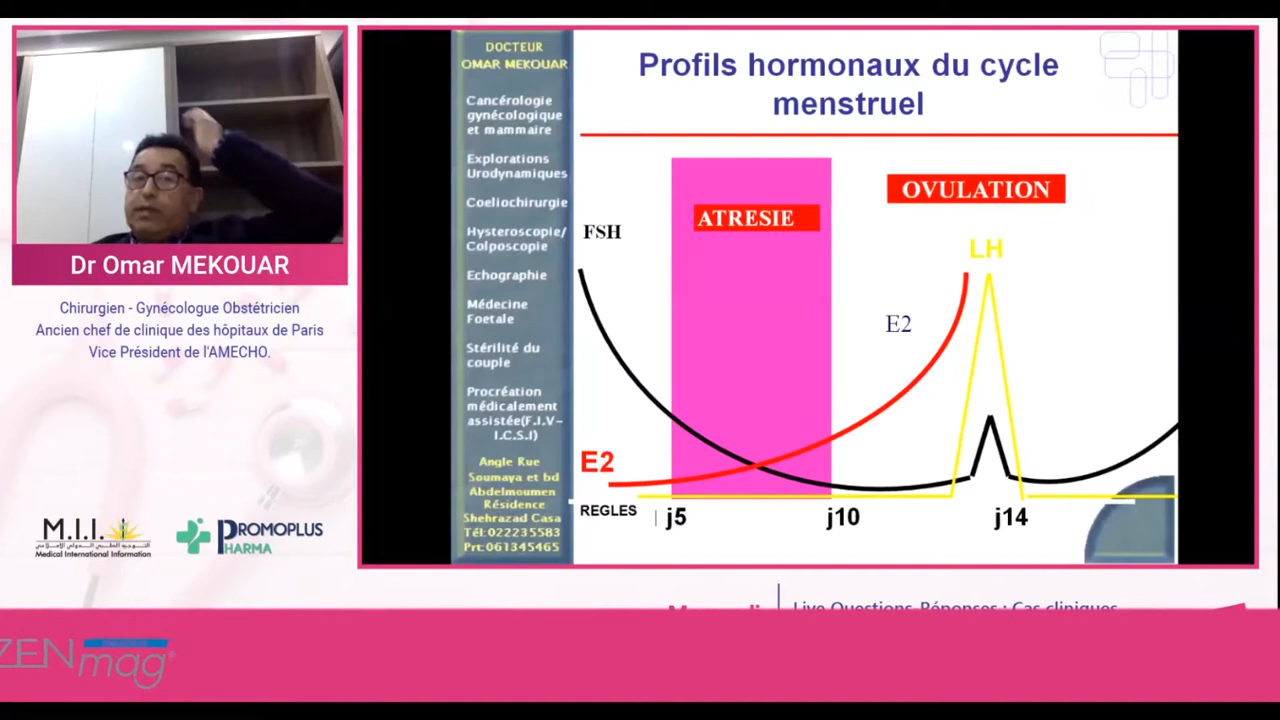 Dr Omar MEKOUAR
Chirurgien - Gynécologue Obstétricien
Ancien chef de clinique des hôpitaux de Paris
Vice Président de l'AMECHO.
M.I.I.
Medical International Information
PROMOPLUS
PHARMA
DOCTEUR
OMAR MEKOUAR
Cancérologie
gynécologique
et mammaire
Explorations
Urodynamiques
Coeliochirurgie
Hysteroscopie/
Colposcopie
Echographie
Médecine
Foetale
Stérilité du
couple
Procréation
médicalement
assistée(F.I.V-
I.C.S.I)
Angle Rue
Soumaya et bd
Abdelmoumen
Résidence
Shehrazad Casa
Tél:022235583
Prt:061345465
Profils hormonaux du cycle
menstruel
OVULATION
ATRESIE
FSH
LH
E2
E2
REGLES
j5
j10
j14
Live Questions-Réponses : Cas cliniques
ZEN
mag